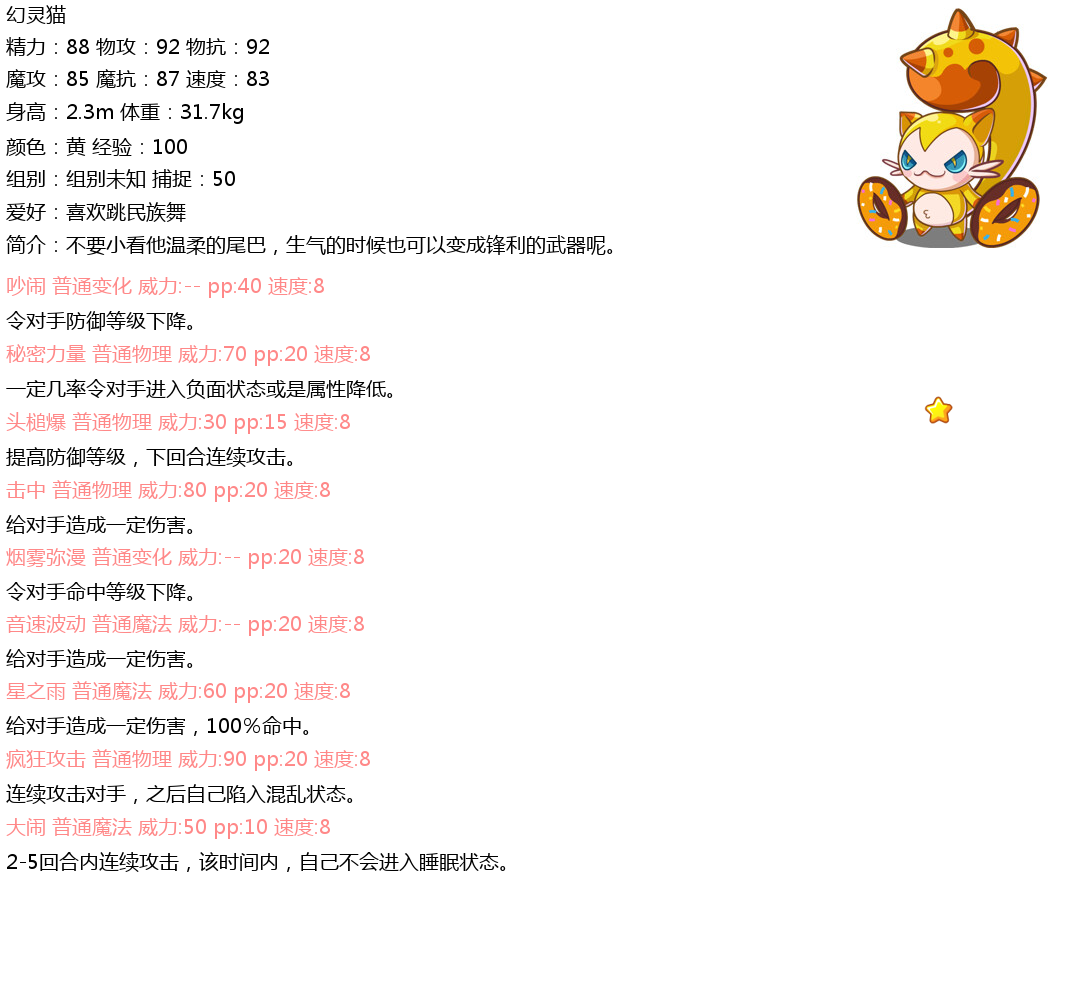 幻灵猫
精力：88 物攻：92 物抗：92
魔攻：85 魔抗：87 速度：83
身高：2.3m 体重：31.7kg
颜色：黄 经验：100
组别：组别未知 捕捉：50
爱好：喜欢跳民族舞
简介：不要小看他温柔的尾巴，生气的时候也可以变成锋利的武器呢。
吵闹 普通变化 威力:-- pp:40 速度:8
令对手防御等级下降。
秘密力量 普通物理 威力:70 pp:20 速度:8
一定几率令对手进入负面状态或是属性降低。
头槌爆 普通物理 威力:30 pp:15 速度:8
提高防御等级，下回合连续攻击。
击中 普通物理 威力:80 pp:20 速度:8
给对手造成一定伤害。
烟雾弥漫 普通变化 威力:-- pp:20 速度:8
令对手命中等级下降。
音速波动 普通魔法 威力:-- pp:20 速度:8
给对手造成一定伤害。
星之雨 普通魔法 威力:60 pp:20 速度:8
给对手造成一定伤害，100%命中。
疯狂攻击 普通物理 威力:90 pp:20 速度:8
连续攻击对手，之后自己陷入混乱状态。
大闹 普通魔法 威力:50 pp:10 速度:8
2-5回合内连续攻击，该时间内，自己不会进入睡眠状态。